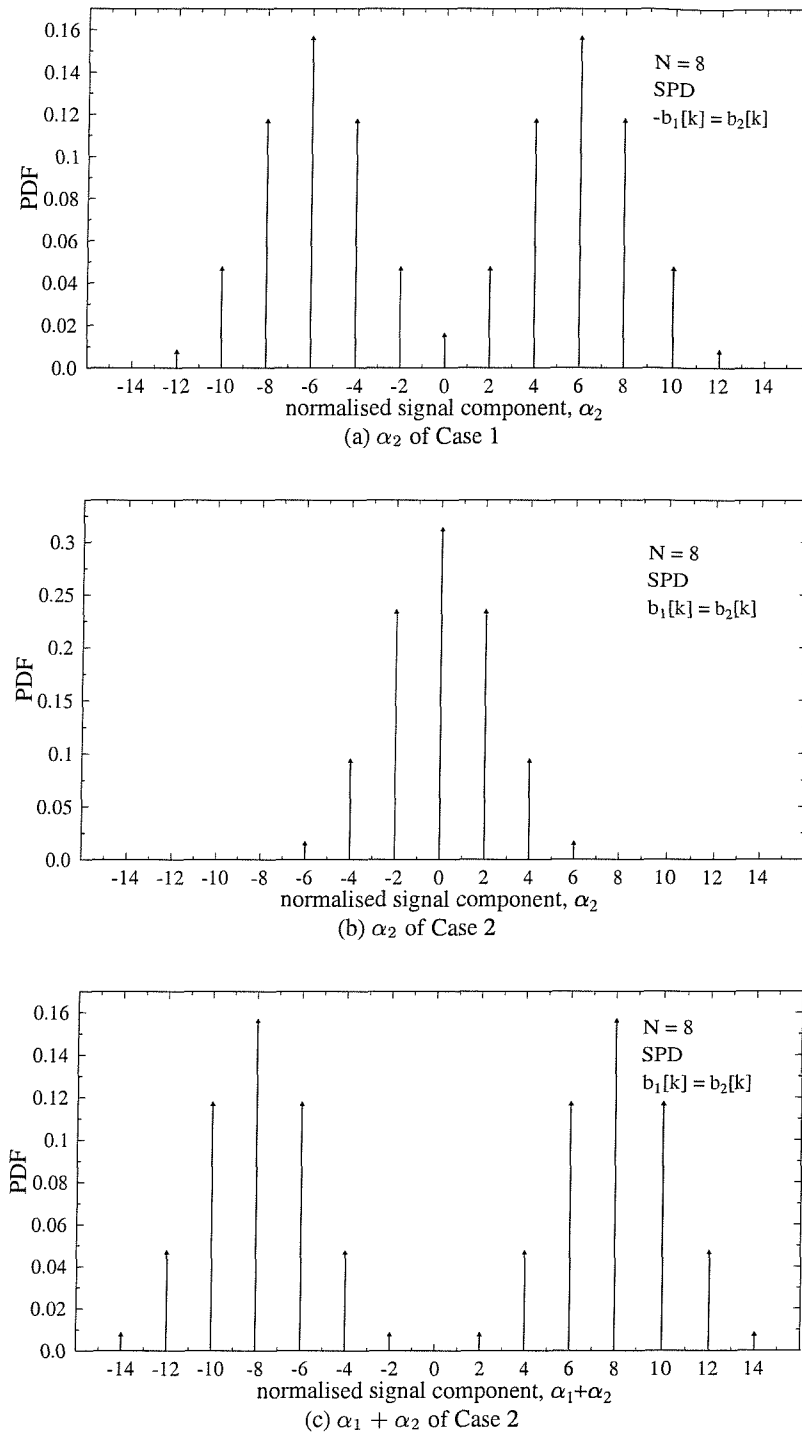 0.16
0.14
0.12
0.1
0.08
0.06
0.04
0.02
0.0
PDF
N = 8
SPD
-b₁[k] = b₂[k]
-14 -12 -10 -8 -6 -4 -2 0 2 4 6 8 10 12 14
normalised signal component, α₂
(a) α₂ of Case 1
0.3
0.25
0.2
0.15
0.1
0.05
0.0
PDF
N = 8
SPD
b₁[k] = b₂[k]
-14 -12 -10 -8 -6 -4 -2 0 2 4 6 8 10 12 14
normalised signal component, α₂
(b) α₂ of Case 2
0.16
0.14
0.12
0.1
0.08
0.06
0.04
0.02
0.0
PDF
N = 8
SPD
b₁[k] = b₂[k]
-14 -12 -10 -8 -6 -4 -2 0 2 4 6 8 10 12 14
normalised signal component, α₁+α₂
(c) α₁ + α₂ of Case 2